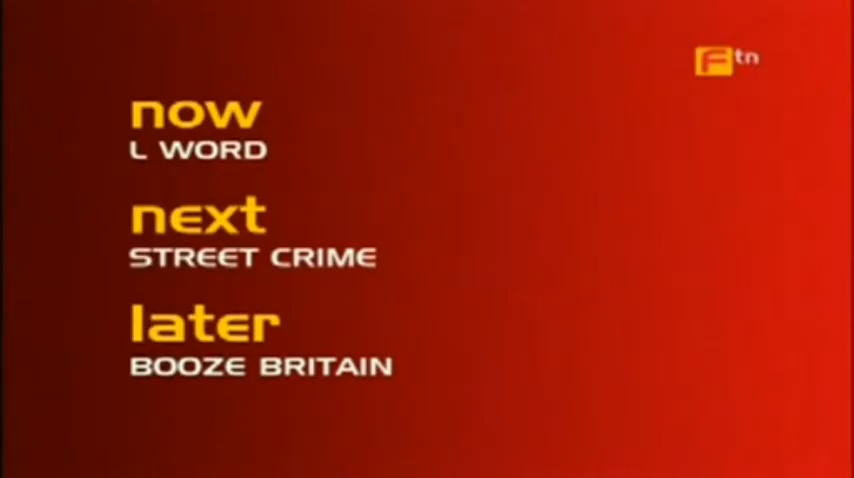 Ftn
now
L WORD
next
STREET CRIME
later
BOOZE BRITAIN